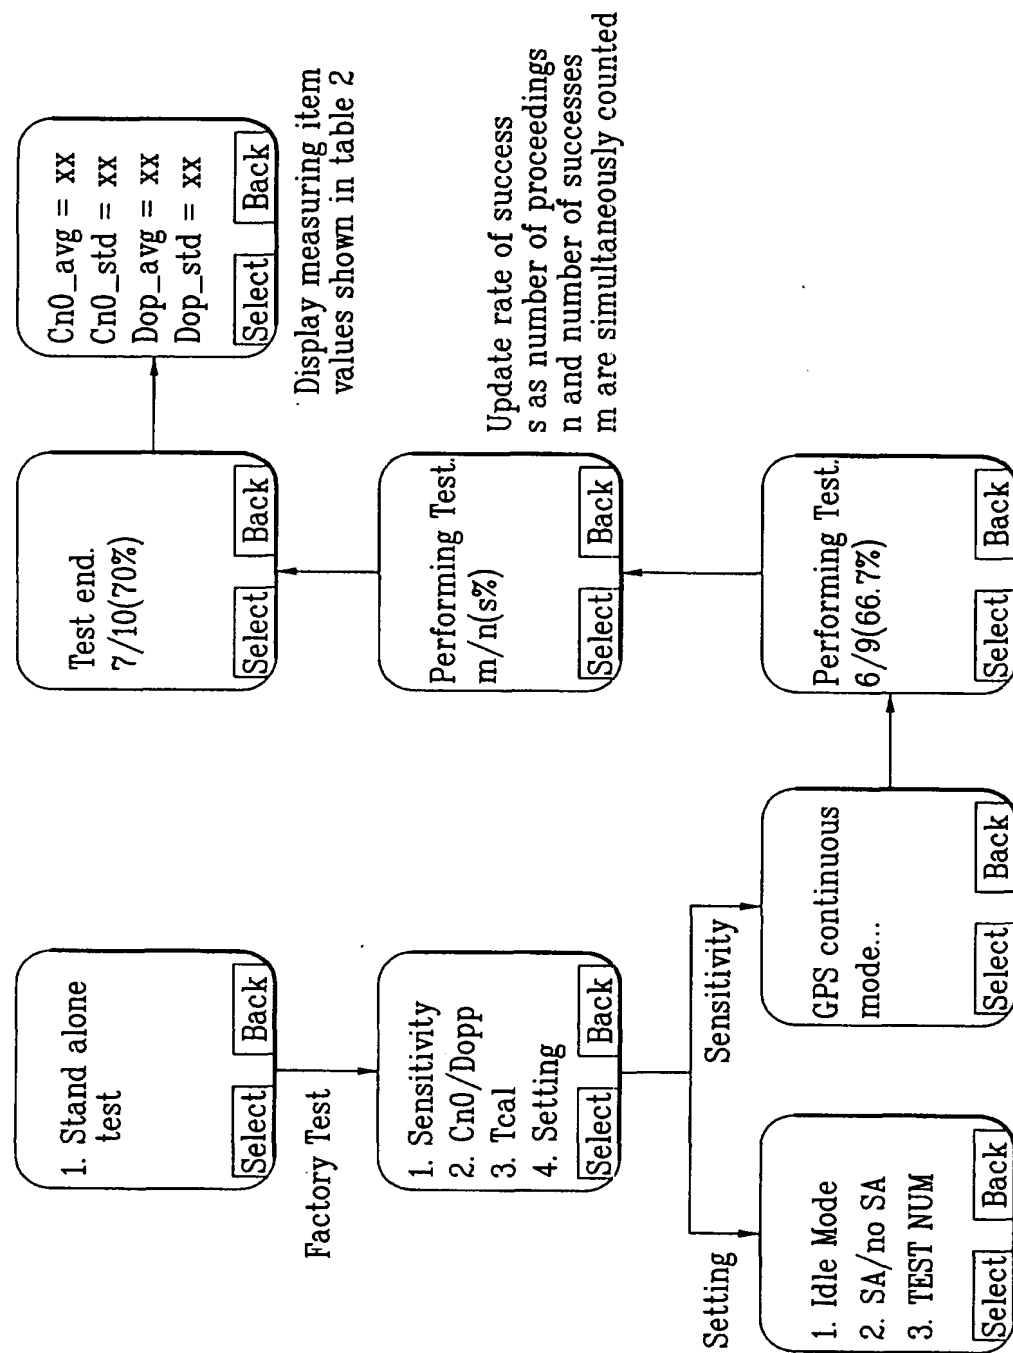 1. Stand alone
test
Select Back
Factory Test
1. Sensitivity
2. Cn0/Dopp
3. Tcal
4. Setting
Select Back
Setting
Sensitivity
1. Idle Mode
2. SA/no SA
3. TEST NUM
Select Back
GPS continuous
mode...
Select Back
Performing Test.
6/9(66.7%)
Select Back
Performing Test.
m/n(s%)
Select Back
Update rate of success
s as number of proceedings
n and number of successes
m are simultaneously counted
Test end.
7/10(70%)
Select Back
Cn0_avg = xx
Cn0_std = xx
Dop_avg = xx
Dop_std = xx
Select Back
Display measuring item
values shown in table 2